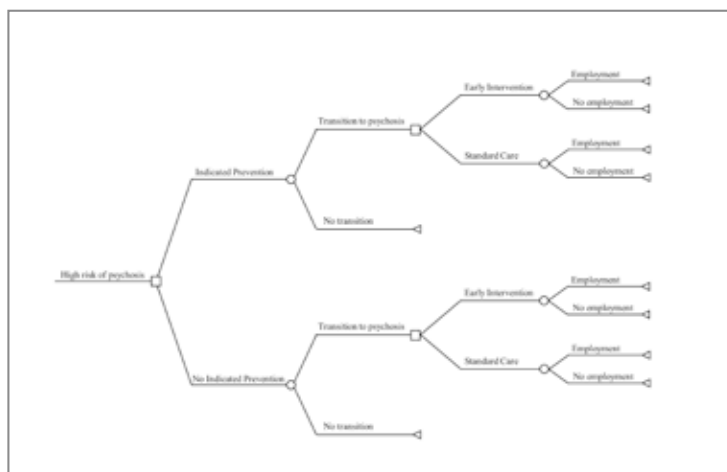 Employment
Early Intervention
No employment
Transition to psychosis
Employment
Standard Care
No employment
Indicated Prevention
No transition
High risk of psychosis
Employment
Early Intervention
No employment
Transition to psychosis
Employment
Standard Care
No employment
No Indicated Prevention
No transition